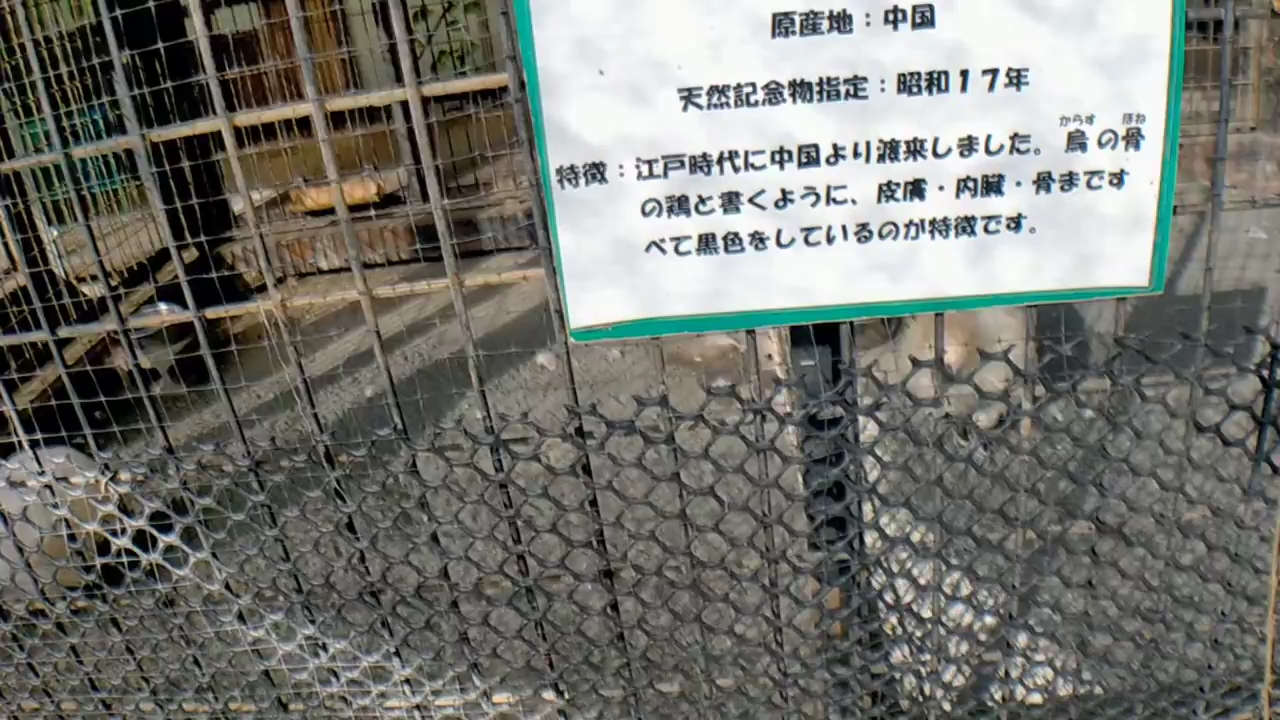 原産地：中国
天然記念物指定：昭和17年
からす ほね
特徴：江戸時代に中国より渡来しました。烏の骨
の鶏と書くように、皮膚・内臓・骨まです
べて黒色をしているのが特徴です。